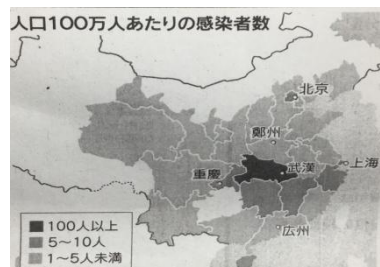 人口100万人あたりの感染者数
北京
鄭州
上海
武漢
重慶
広州
100人以上
5〜10人
1〜5人未満